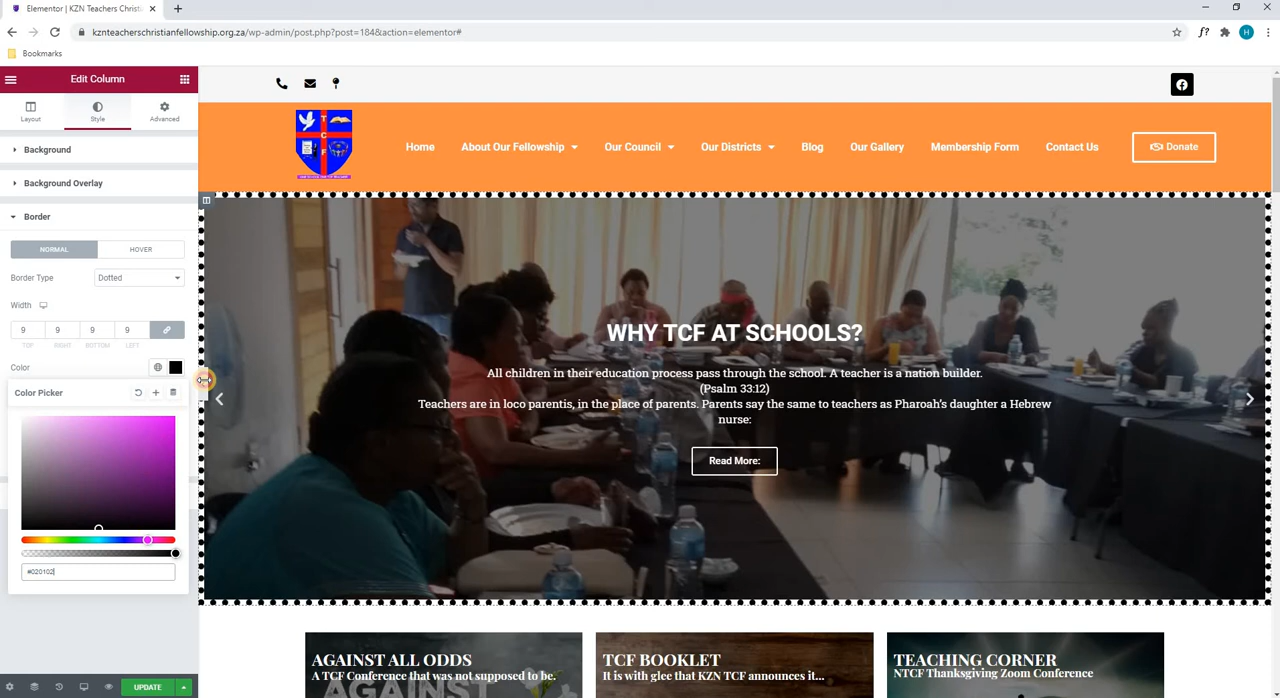 Elementor | KZN Teachers Christi
kznteacherschristianfellowship.org.za/wp-admin/post.php?post=184&action=elementor#
f?
H
Bookmarks
Edit Column
Layout
Style
Advanced
Background
Background Overlay
Border
NORMAL
HOVER
Border Type
Dotted
Width
9
9
9
9
TOP
RIGHT
BOTTOM
LEFT
Color
Color Picker
#020102
UPDATE
T
C
F
Home
About Our Fellowship
Our Council
Our Districts
Blog
Our Gallery
Membership Form
Contact Us
Donate
WHY TCF AT SCHOOLS?
All children in their education process pass through the school. A teacher is a nation builder.
(Psalm 33:12)
Teachers are in loco parentis, in the place of parents. Parents say the same to teachers as Pharoah's daughter a Hebrew
nurse:
Read More:
AGAINST ALL ODDS
A TCF Conference that was not supposed to be.
AGAINST
TCF BOOKLET
It is with glee that KZN TCF announces it...
TEACHING CORNER
NTCF Thanksgiving Zoom Conference